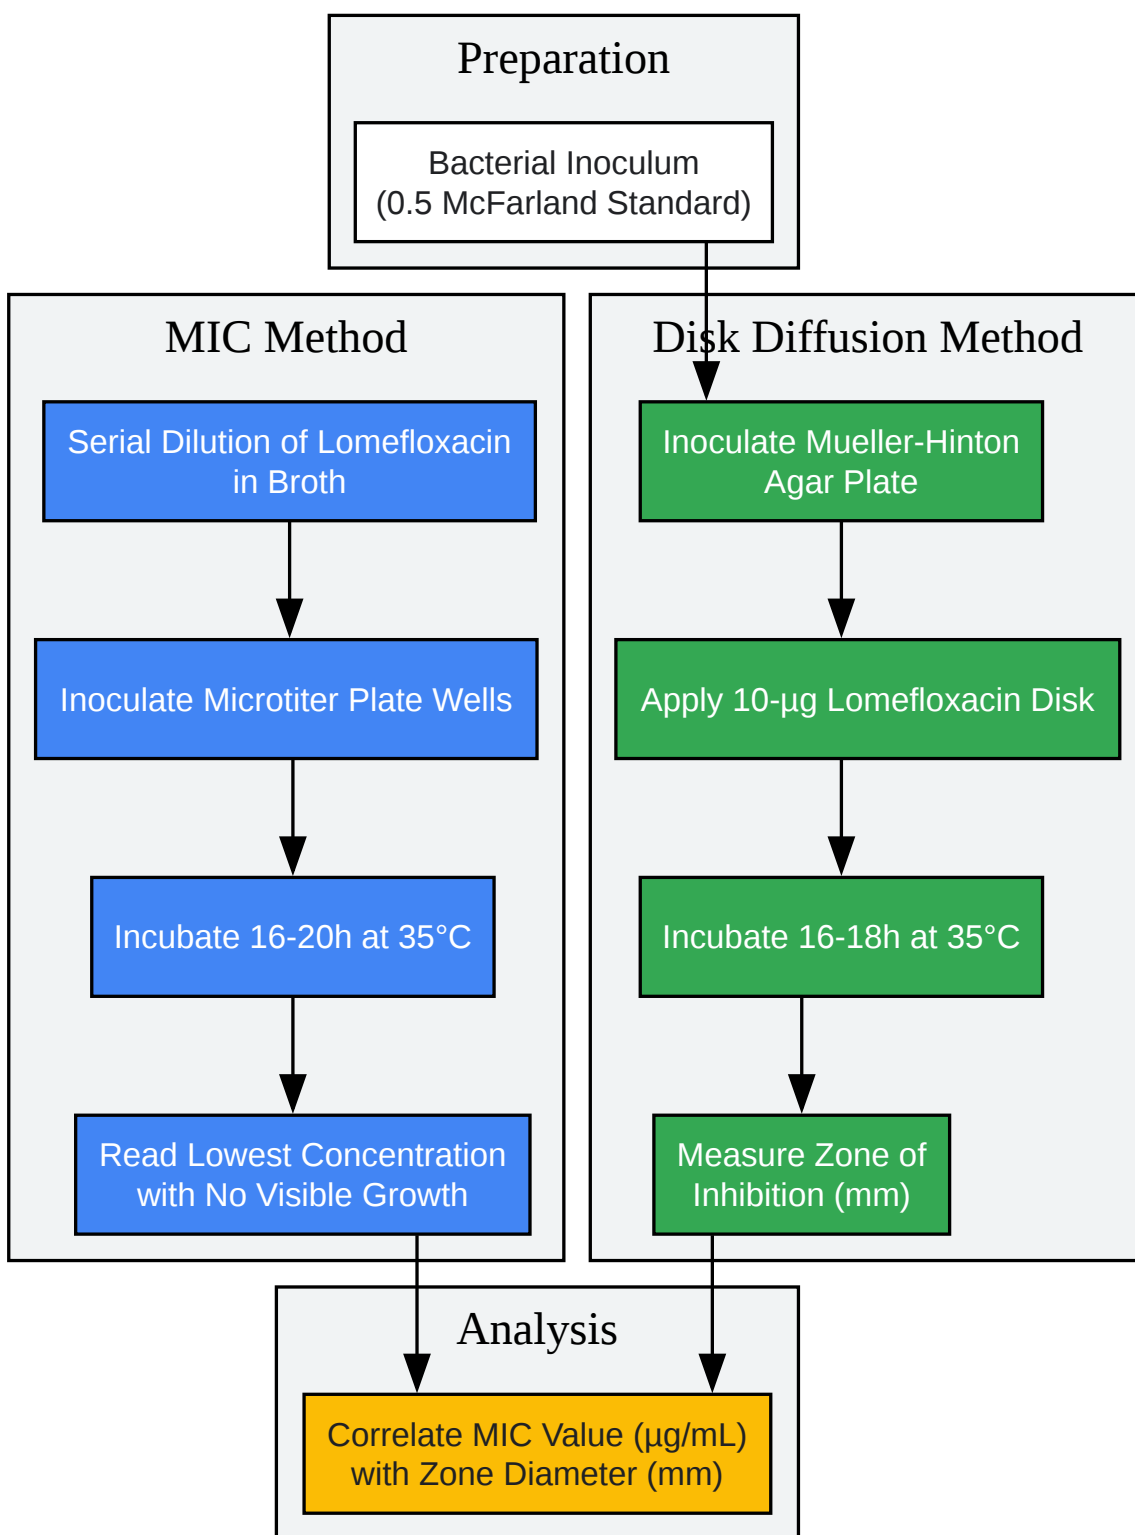 Preparation
Bacterial Inoculum
(0.5 McFarland Standard)
MIC Method
Serial Dilution of Lomefloxacin
in Broth
Inoculate Microtiter Plate Wells
Incubate 16-20h at 35°C
Read Lowest Concentration
with No Visible Growth
Disk Diffusion Method
Inoculate Mueller-Hinton
Agar Plate
Apply 10-µg Lomefloxacin Disk
Incubate 16-18h at 35°C
Measure Zone of
Inhibition (mm)
Analysis
Correlate MIC Value (µg/mL)
with Zone Diameter (mm)